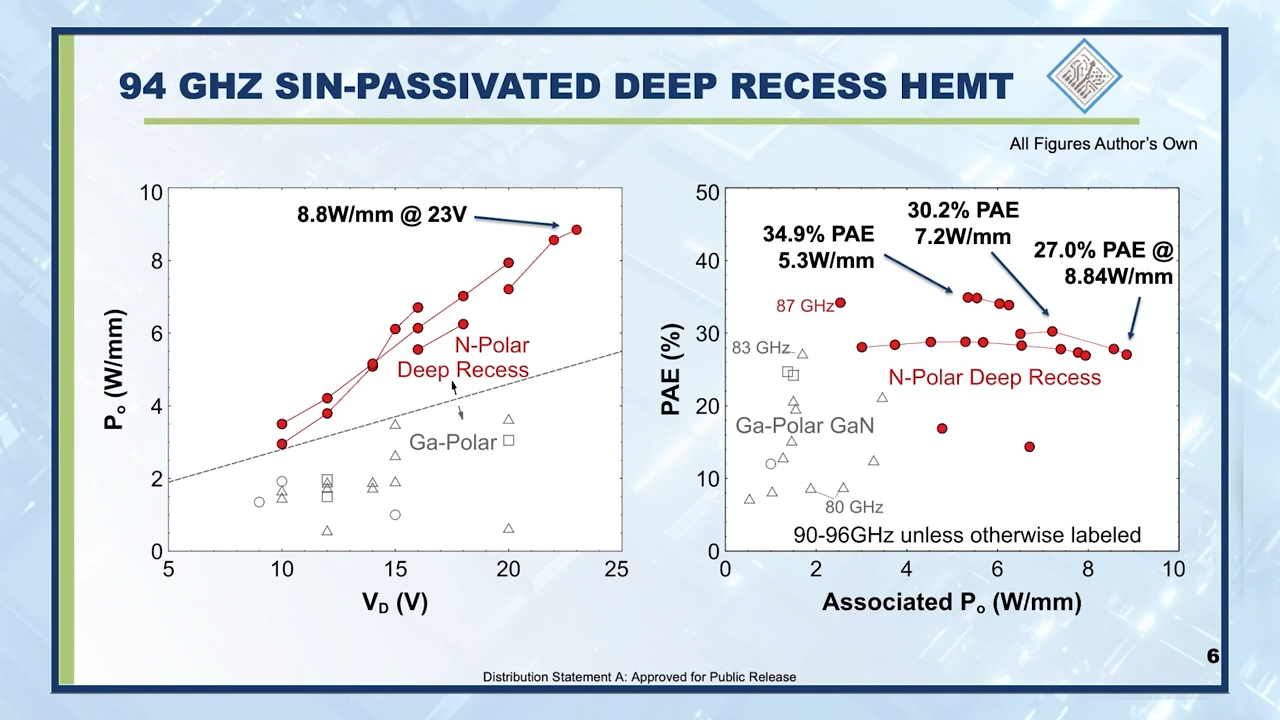 94 GHZ SIN-PASSIVATED DEEP RECESS HEMT
All Figures Author's Own
10
8
6
4
2
0
5
10
15
20
25
Po (W/mm)
VD (V)
8.8W/mm @ 23V
N-Polar
Deep Recess
Ga-Polar
50
40
30
20
10
0
0
2
4
6
8
10
PAE (%)
Associated Po (W/mm)
34.9% PAE
5.3W/mm
30.2% PAE
7.2W/mm
27.0% PAE @
8.84W/mm
87 GHz
83 GHz
N-Polar Deep Recess
Ga-Polar GaN
80 GHz
90-96GHz unless otherwise labeled
6
Distribution Statement A: Approved for Public Release